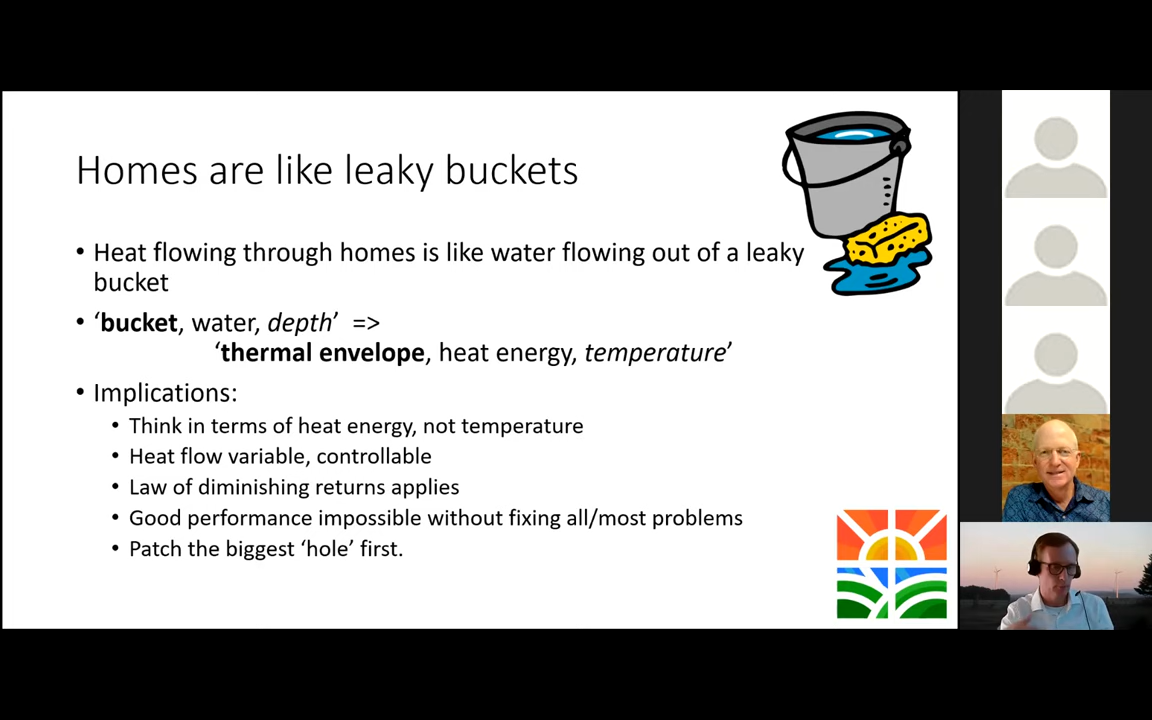 Homes are like leaky buckets
• Heat flowing through homes is like water flowing out of a leaky
bucket
• ‘bucket, water, depth’ =>
‘thermal envelope, heat energy, temperature’
• Implications:
• Think in terms of heat energy, not temperature
• Heat flow variable, controllable
• Law of diminishing returns applies
• Good performance impossible without fixing all/most problems
• Patch the biggest ‘hole’ first.